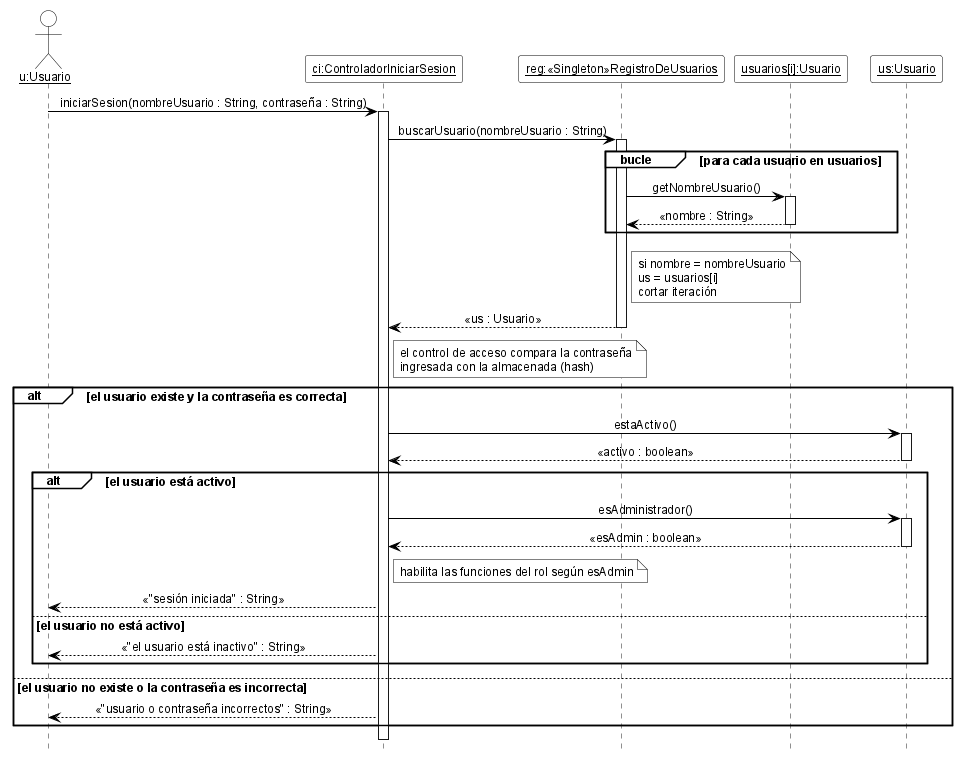 u:Usuario
ci:ControladorIniciarSesion
reg:«Singleton»RegistroDeUsuarios
usuarios[i]:Usuario
us:Usuario
iniciarSesion(nombreUsuario : String, contraseña : String)
buscarUsuario(nombreUsuario : String)
bucle [para cada usuario en usuarios]
getNombreUsuario()
«nombre : String»
si nombre = nombreUsuario
us = usuarios[i]
cortar iteración
«us : Usuario»
el control de acceso compara la contraseña
ingresada con la almacenada (hash)
alt [el usuario existe y la contraseña es correcta]
estaActivo()
«activo : boolean»
alt [el usuario está activo]
esAdministrador()
«esAdmin : boolean»
habilita las funciones del rol según esAdmin
«"sesión iniciada" : String»
[el usuario no está activo]
«"el usuario está inactivo" : String»
[el usuario no existe o la contraseña es incorrecta]
«"usuario o contraseña incorrectos" : String»